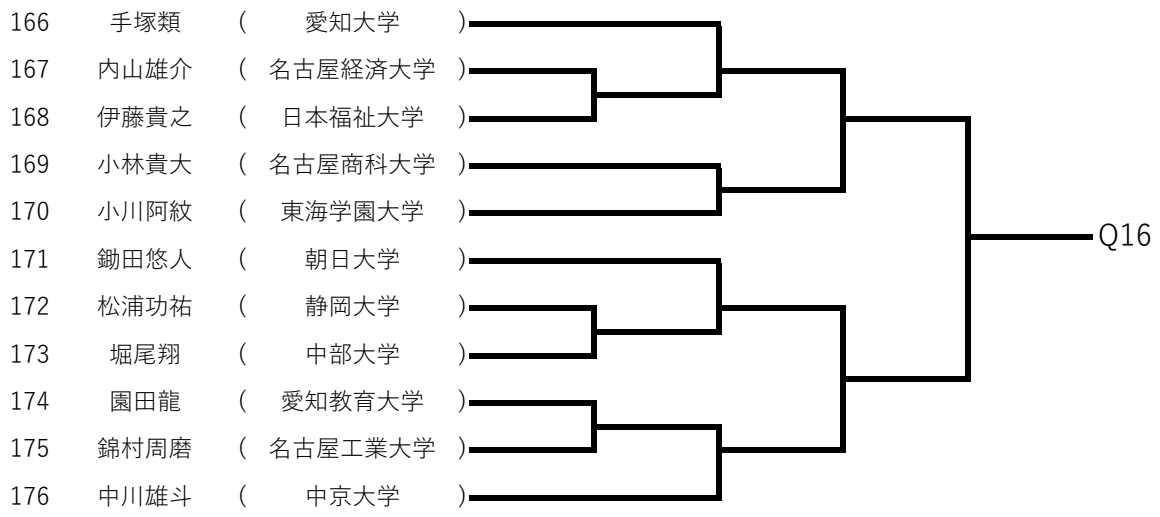 166 手塚類 ( 愛知大学 )
167 内山雄介 ( 名古屋経済大学 )
168 伊藤貴之 ( 日本福祉大学 )
169 小林貴大 ( 名古屋商科大学 )
170 小川阿紋 ( 東海学園大学 )
Q16
171 鋤田悠人 ( 朝日大学 )
172 松浦功祐 ( 静岡大学 )
173 堀尾翔 ( 中部大学 )
174 園田龍 ( 愛知教育大学 )
175 錦村周磨 ( 名古屋工業大学 )
176 中川雄斗 ( 中京大学 )